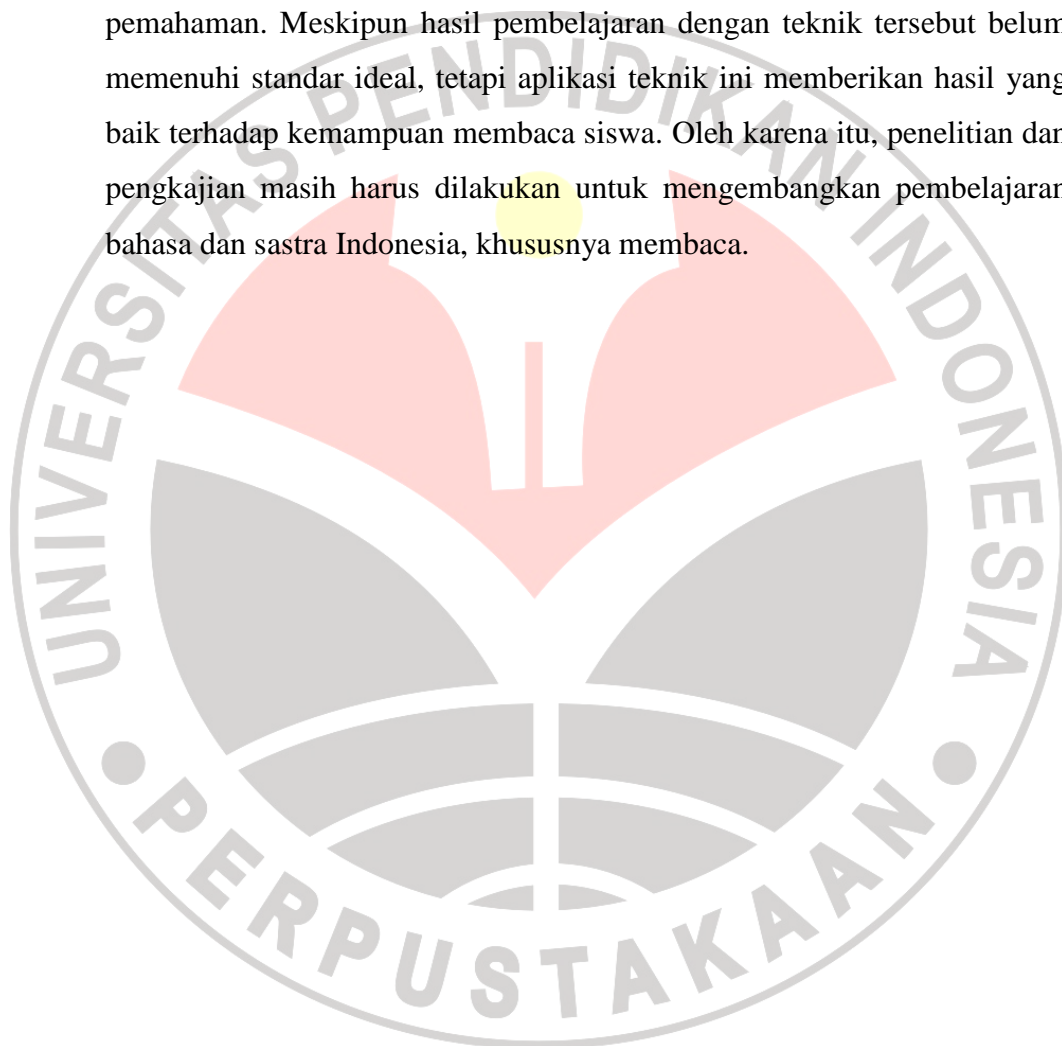 pemahaman. Meskipun hasil pembelajaran dengan teknik tersebut belum
memenuhi standar ideal, tetapi aplikasi teknik ini memberikan hasil yang
baik terhadap kemampuan membaca siswa. Oleh karena itu, penelitian dan
pengkajian masih harus dilakukan untuk mengembangkan pembelajaran
bahasa dan sastra Indonesia, khususnya membaca.
UNIVERSITAS PENDIDIKAN INDONESIA
PERPUSTAKAAN